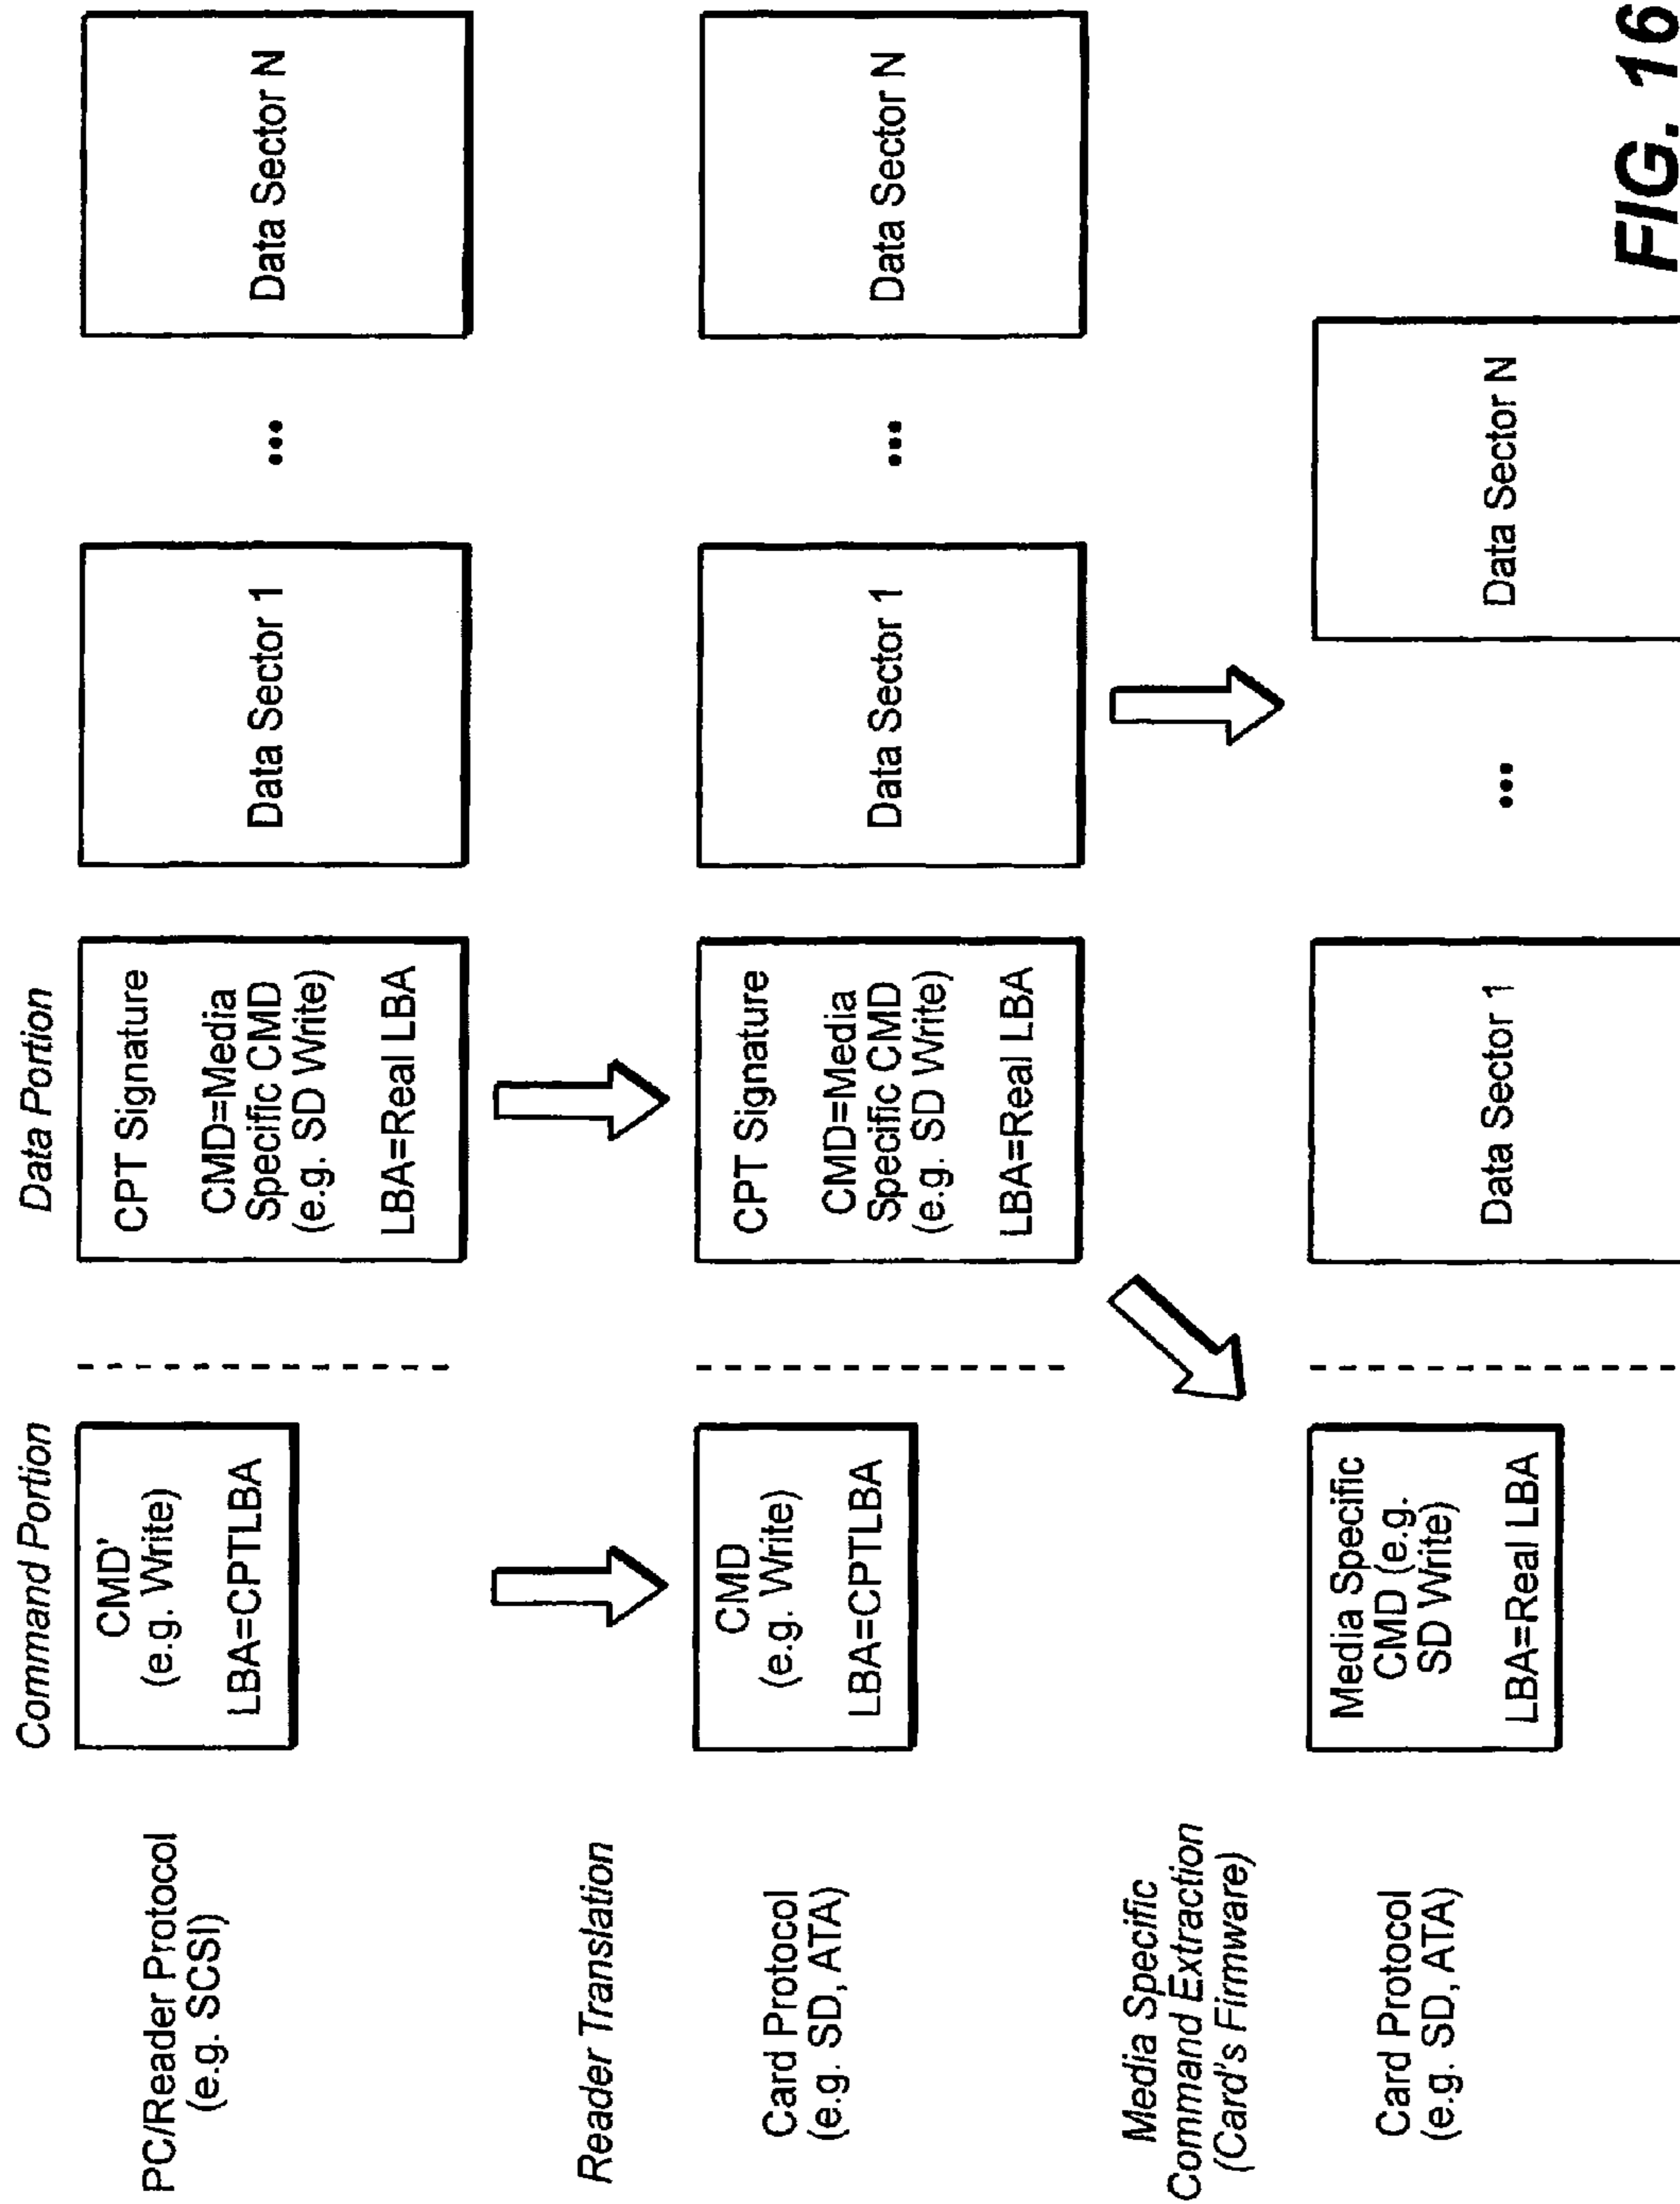 Command Portion
Data Portion
PC/Reader Protocol
(e.g. SCSI)
CMD'
(e.g. Write)
LBA=CPTLBA
CPT Signature
CMD=Media
Specific CMD
(e.g. SD Write)
LBA=Real LBA
Data Sector 1
...
Data Sector N
Reader Translation
Card Protocol
(e.g. SD, ATA)
CMD
(e.g. Write)
LBA=CPTLBA
CPT Signature
CMD=Media
Specific CMD
(e.g. SD Write)
LBA=Real LBA
Data Sector 1
...
Data Sector N
Media Specific
Command Extraction
(Card's Firmware)
Card Protocol
(e.g. SD, ATA)
Media Specific
CMD (e.g.
SD Write)
LBA=Real LBA
Data Sector 1
...
Data Sector N
FIG. 16